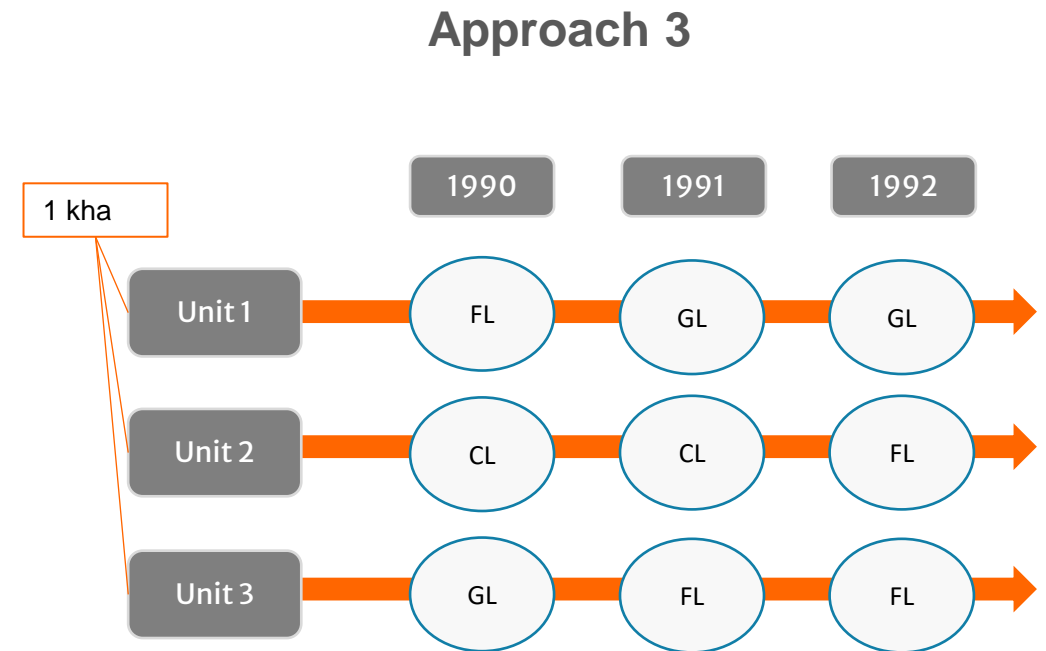 Approach 3
1990 1991 1992
1 kha
Unit 1 FL GL GL
Unit 2 CL CL FL
Unit 3 GL FL FL